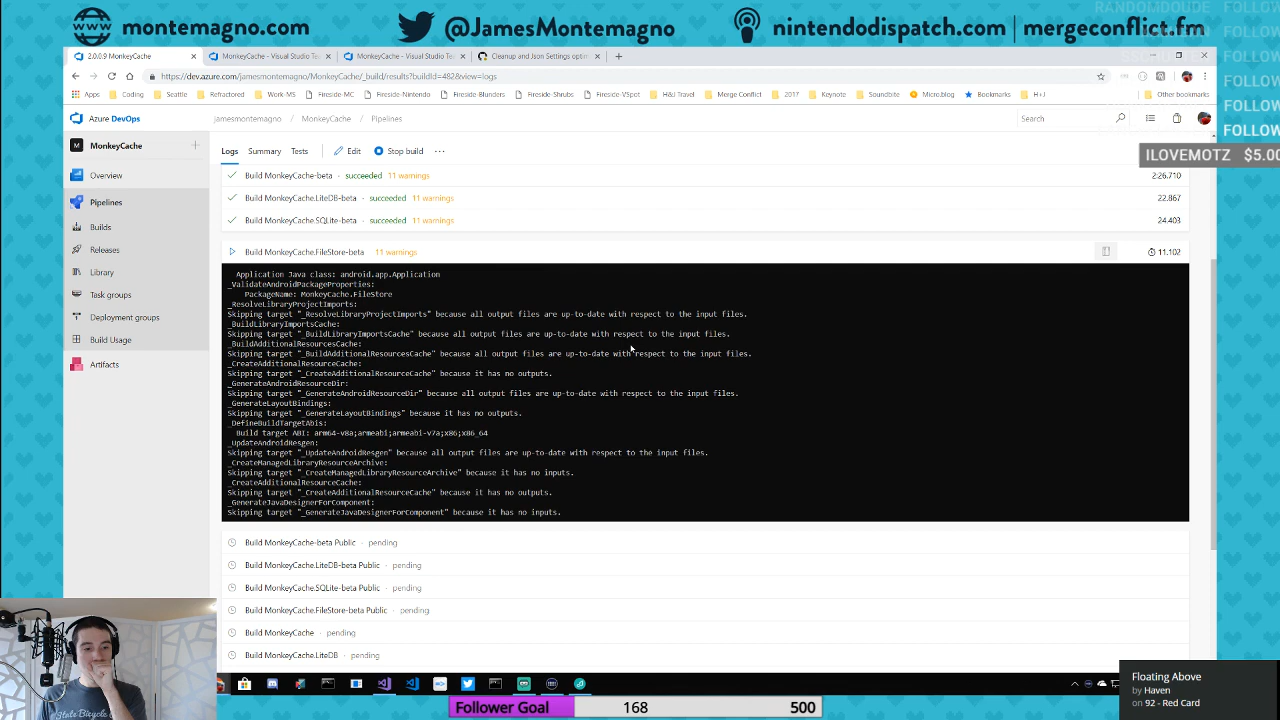 montemagno.com
@JamesMontemagno
nintendodispatch.com | mergeconflict.fm
RANDOMDOUDE FOLLOW
FOLLOW
FOLLOW
FOLLOW
FOLLOW
FOLLOW
ILOVEMOTZ $5.00
2.0.0.9 MonkeyCache
MonkeyCache - Visual Studio Te
MonkeyCache - Visual Studio Te
Cleanup and Json Settings optio
https://dev.azure.com/jamesmontemagno/MonkeyCache/_build/results?buildId=482&view=logs
Apps Coding Seattle Refractored Work-MS Fireside-MC Fireside-Nintendo Fireside Blunders Fireside-Shrubs Fireside-VSpot H&J Travel Merge Conflict 2017 Keynote Soundbite Micro.blog Bookmarks H+J Other bookmarks
Azure DevOps
jamesmontemagno / MonkeyCache / Pipelines
Search
M MonkeyCache
Overview
Pipelines
Builds
Releases
Library
Task groups
Deployment groups
Build Usage
Artifacts
Logs Summary Tests Edit Stop build
Build MonkeyCache-beta · succeeded 11 warnings 2:26.710
Build MonkeyCache.LiteDB-beta · succeeded 11 warnings 22.867
Build MonkeyCache.SQLite-beta · succeeded 11 warnings 24.403
Build MonkeyCache.FileStore-beta 11 warnings 11.102
Application Java class: android.app.Application
_ValidateAndroidPackageProperties:
PackageName: MonkeyCache.FileStore
_ResolveLibraryProjectImports:
Skipping target "_ResolveLibraryProjectImports" because all output files are up-to-date with respect to the input files.
_BuildLibraryImportsCache:
Skipping target "_BuildLibraryImportsCache" because all output files are up-to-date with respect to the input files.
_BuildAdditionalResourcesCache:
Skipping target "_BuildAdditionalResourcesCache" because all output files are up-to-date with respect to the input files.
_CreateAdditionalResourceCache:
Skipping target "_CreateAdditionalResourceCache" because it has no outputs.
_GenerateAndroidResourceDir:
Skipping target "_GenerateAndroidResourceDir" because all output files are up-to-date with respect to the input files.
_GenerateLayoutBindings:
Skipping target "_GenerateLayoutBindings" because it has no outputs.
_DefineBuildTargetAbis:
Build target ABI: arm64-v8a;armeabi;armeabi-v7a;x86;x86_64
_UpdateAndroidResgen:
Skipping target "_UpdateAndroidResgen" because all output files are up-to-date with respect to the input files.
_CreateManagedLibraryResourceArchive:
Skipping target "_CreateManagedLibraryResourceArchive" because it has no inputs.
_CreateAdditionalResourceCache:
Skipping target "_CreateAdditionalResourceCache" because it has no outputs.
_GenerateJavaDesignerForComponent:
Skipping target "_GenerateJavaDesignerForComponent" because it has no inputs.
Build MonkeyCache-beta Public · pending
Build MonkeyCache.LiteDB-beta Public · pending
Build MonkeyCache.SQLite-beta Public · pending
Build MonkeyCache.FileStore-beta Public · pending
Build MonkeyCache · pending
Build MonkeyCache.LiteDB · pending
Floating Above
by Haven
on 92 - Red Card
Follower Goal 168 500